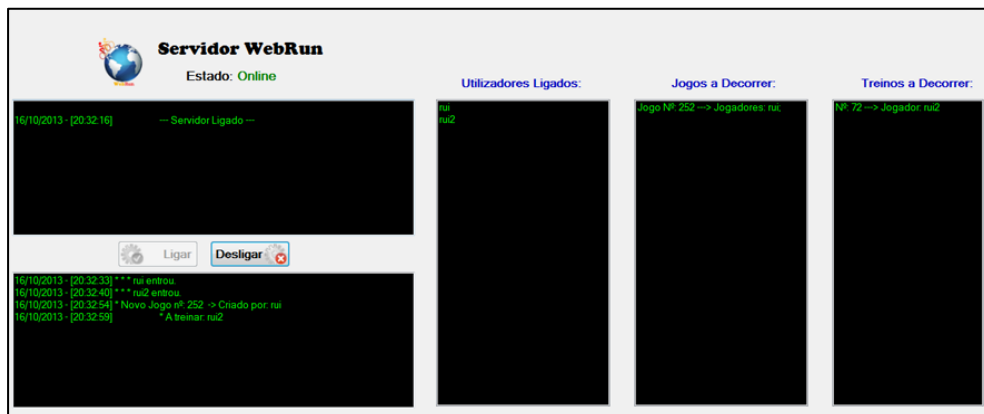 Servidor WebRun
Estado: Online
16/10/2013 - [20:32:16] --- Servidor Ligado ---
Ligar
Desligar
16/10/2013 - [20:32:33] * * * rui entrou.
16/10/2013 - [20:32:40] * * * rui2 entrou.
16/10/2013 - [20:32:54] * Novo Jogo nº: 252 -> Criado por: rui
16/10/2013 - [20:32:59] * A treinar: rui2
Utilizadores Ligados:
rui
rui2
Jogos a Decorrer:
Jogo Nº: 252 ---> Jogadores: rui;
Treinos a Decorrer:
Nº: 72 ---> Jogador: rui2